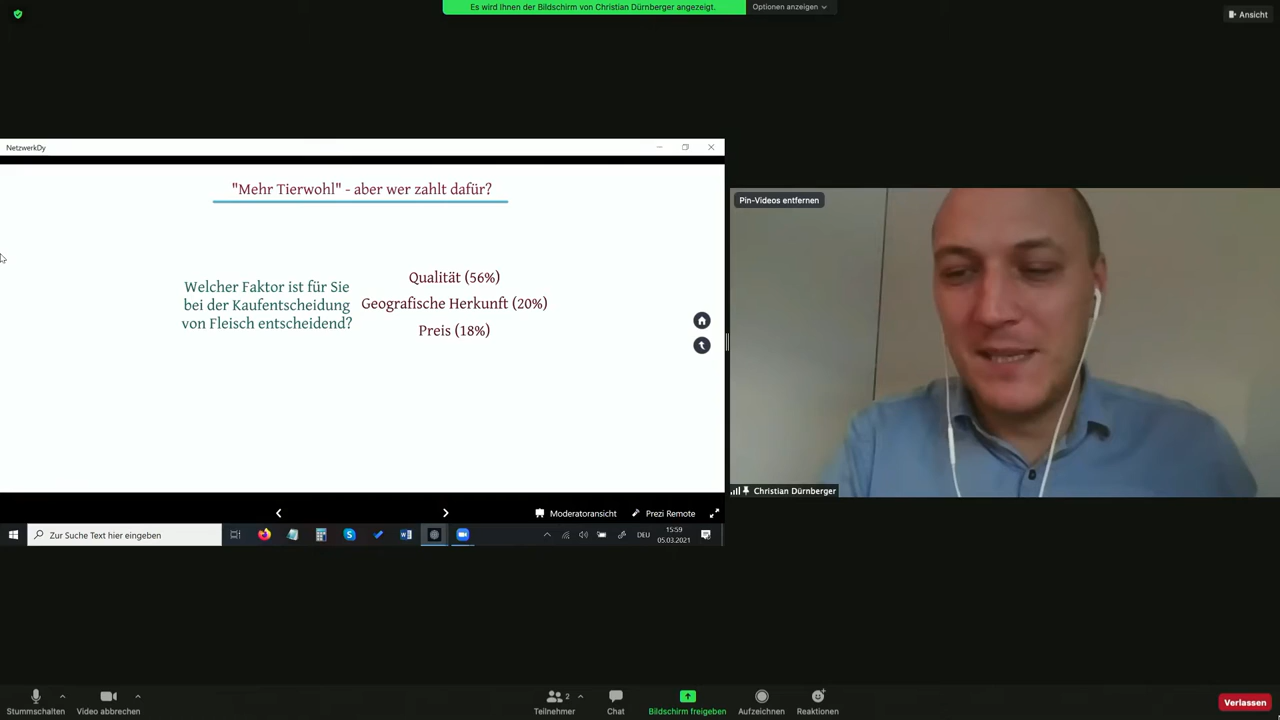 Es wird Ihnen der Bildschirm von Christian Dürnberger angezeigt.
Optionen anzeigen
Ansicht
NetzwerkDy
"Mehr Tierwohl" - aber wer zahlt dafür?
Welcher Faktor ist für Sie
bei der Kaufentscheidung
von Fleisch entscheidend?
Qualität (56%)
Geografische Herkunft (20%)
Preis (18%)
Moderatoransicht
Prezi Remote
Zur Suche Text hier eingeben
DEU
15:59
05.03.2021
Pin-Videos entfernen
Christian Dürnberger
Stummschalten
Video abbrechen
2
Teilnehmer
Chat
Bildschirm freigeben
Aufzeichnen
Reaktionen
Verlassen